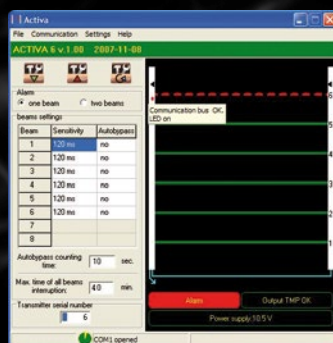 Activa
File Communication Settings Help
ACTIVA 6 v.1.00 2007-11-08
Alarm
one beam two beams
beams settings
Beam Sensitivity Autobypass
1 120 ms no
2 120 ms no
3 120 ms no
4 120 ms no
5 120 ms no
6 120 ms no
7
8
Autobypass counting time: 10 sec.
Max. time of all beams interruption: 40 min.
Transmitter serial number
6
Communication bus OK.
LED on
6
5
4
3
2
1
Alarm Output TMP OK
Power supply:10.5 V
COM1 opened